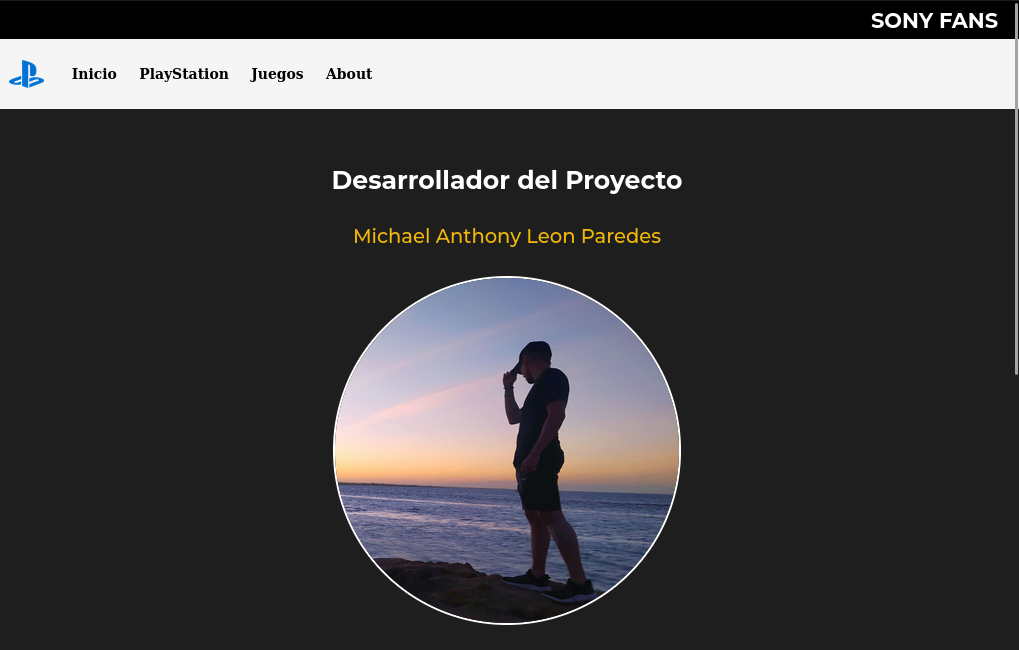 SONY FANS
Inicio PlayStation Juegos About
Desarrollador del Proyecto
Michael Anthony Leon Paredes